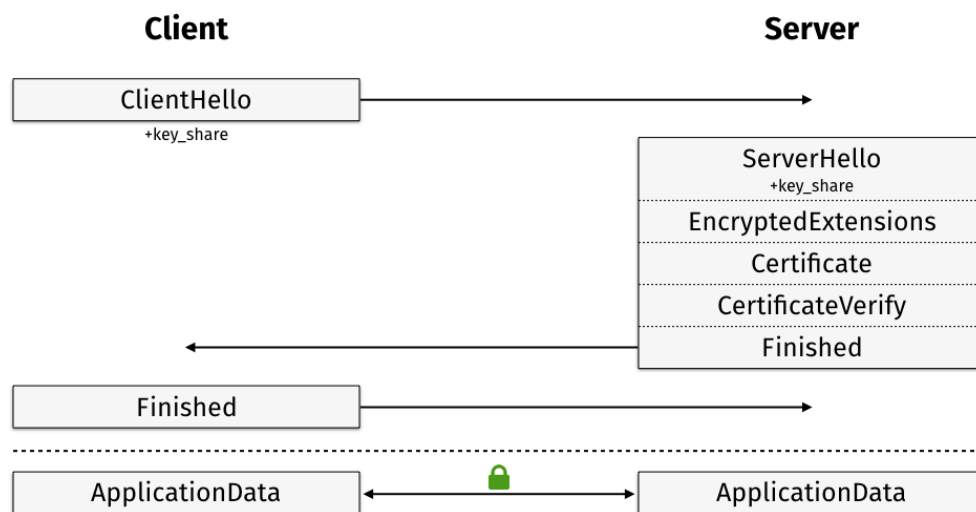 Client
Server
ClientHello
+key_share
ServerHello
+key_share
EncryptedExtensions
Certificate
CertificateVerify
Finished
Finished
ApplicationData
ApplicationData